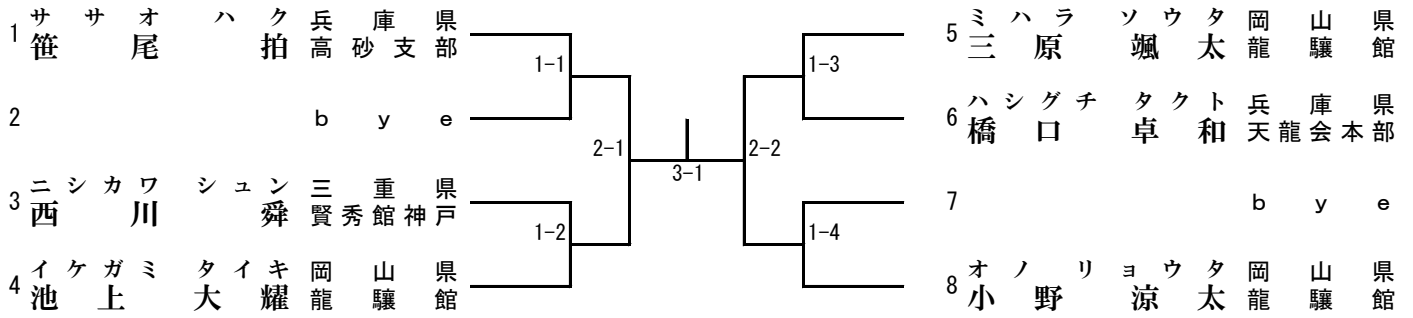 1 ササオ ハク 兵庫県
笹尾 拍 高砂支部
1-1
2 bye
2-1
3 ニシカワ シュン 三重県
西川 舜 賢秀館神戸
1-2
4 イケガミ タイキ 岡山県
池上 大耀 龍驤館
3-1
5 ミハラ ソウタ 岡山県
三原 颯太 龍驤館
1-3
6 ハシグチ タクト 兵庫県
橋口 卓和 天龍会本部
2-2
7 bye
1-4
8 オノ リョウタ 岡山県
小野 涼太 龍驤館